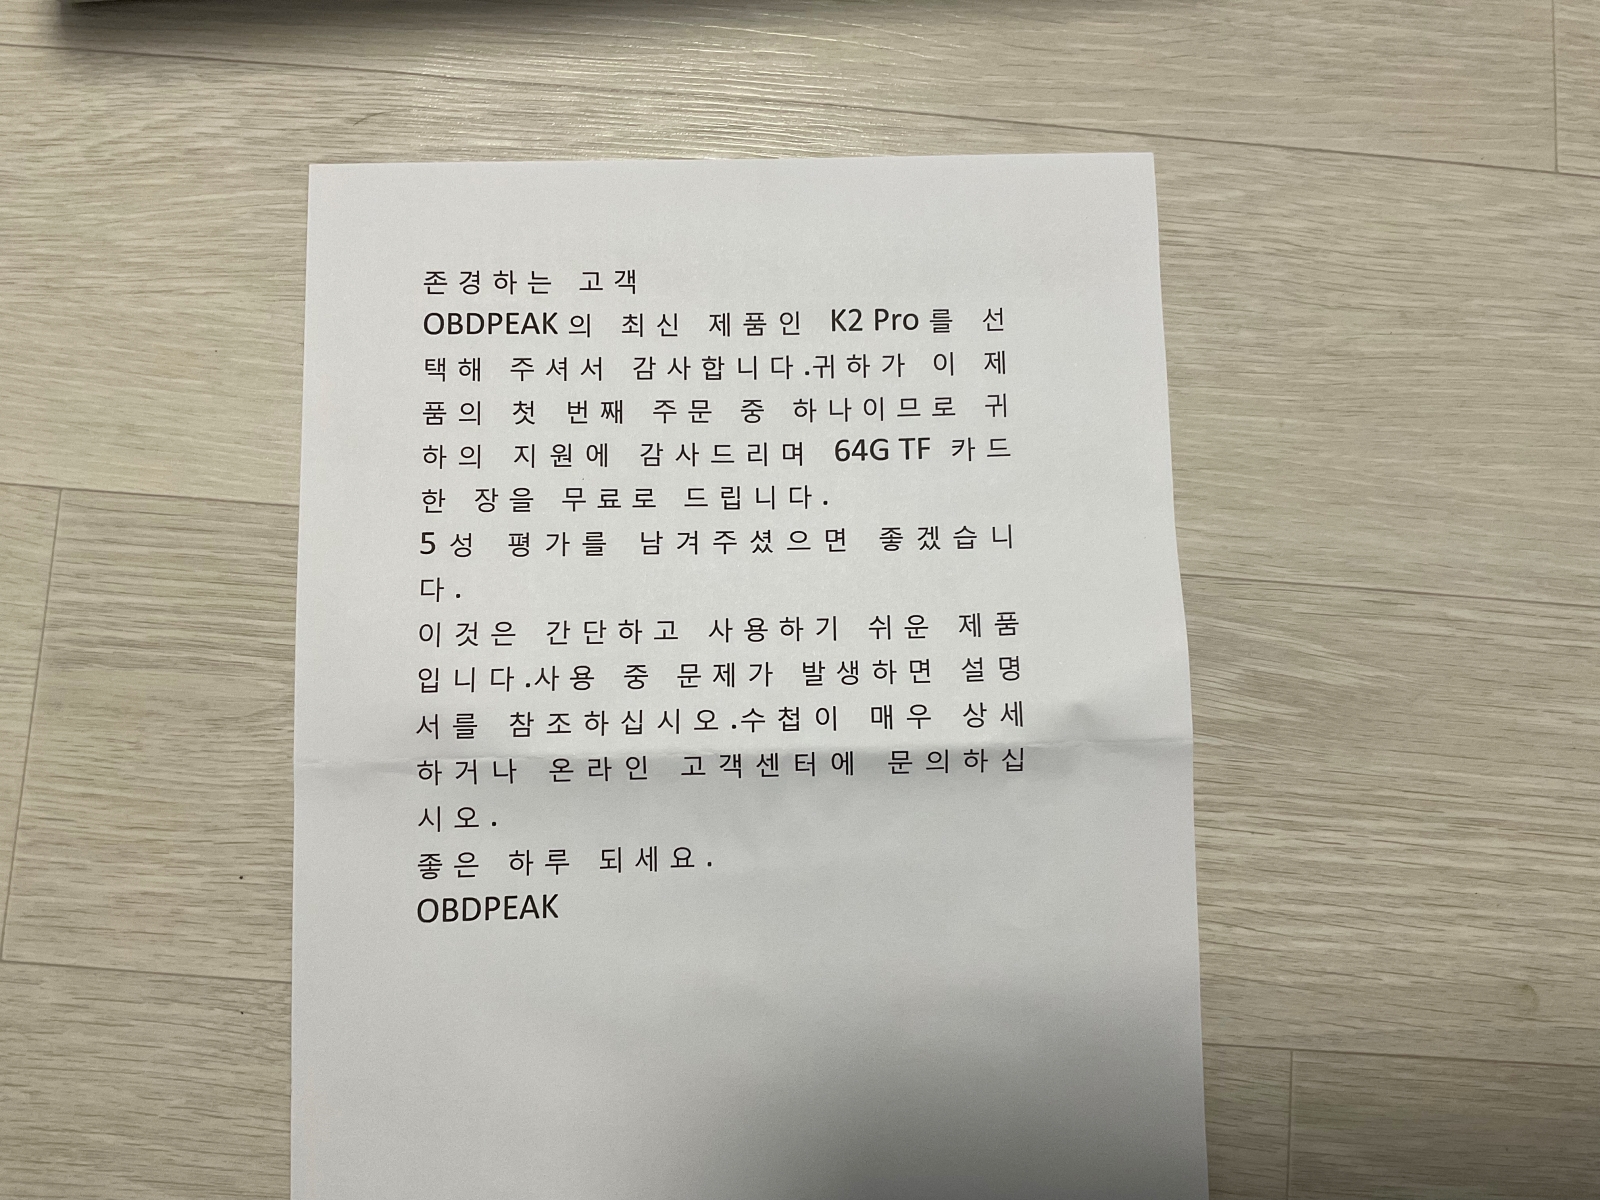 존경하는 고객
OBDPEAK의 최신 제품인 K2 Pro를 선
택해 주셔서 감사합니다.귀하가 이 제
품의 첫 번째 주문 중 하나이므로 귀
하의 지원에 감사드리며 64G TF 카드
한 장을 무료로 드립니다.
5성 평가를 남겨주셨으면 좋겠습니
다.
이것은 간단하고 사용하기 쉬운 제품
입니다.사용 중 문제가 발생하면 설명
서를 참조하십시오.수첩이 매우 상세
하거나 온라인 고객센터에 문의하십
시오.
좋은 하루 되세요.
OBDPEAK